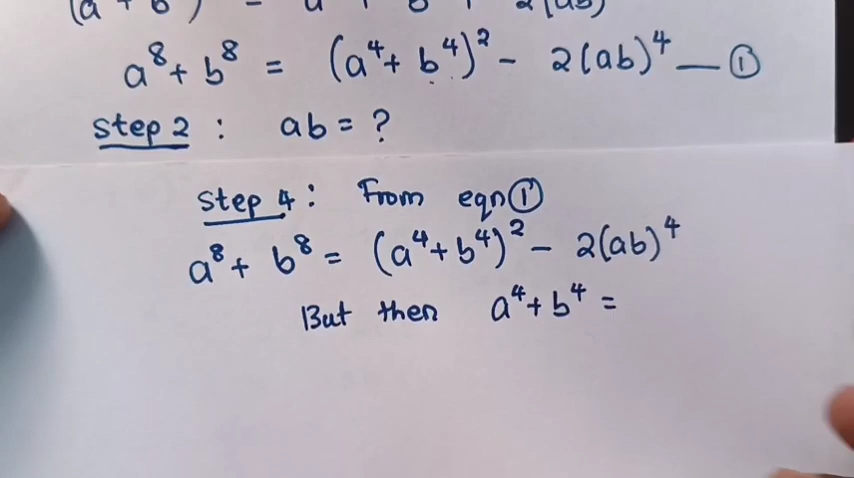 a⁸ + b⁸ = (a⁴ + b⁴)² - 2(ab)⁴ — ①
Step 2 : ab = ?
Step 4 : From eqn ①
a⁸ + b⁸ = (a⁴ + b⁴)² - 2(ab)⁴
But then a⁴ + b⁴ =